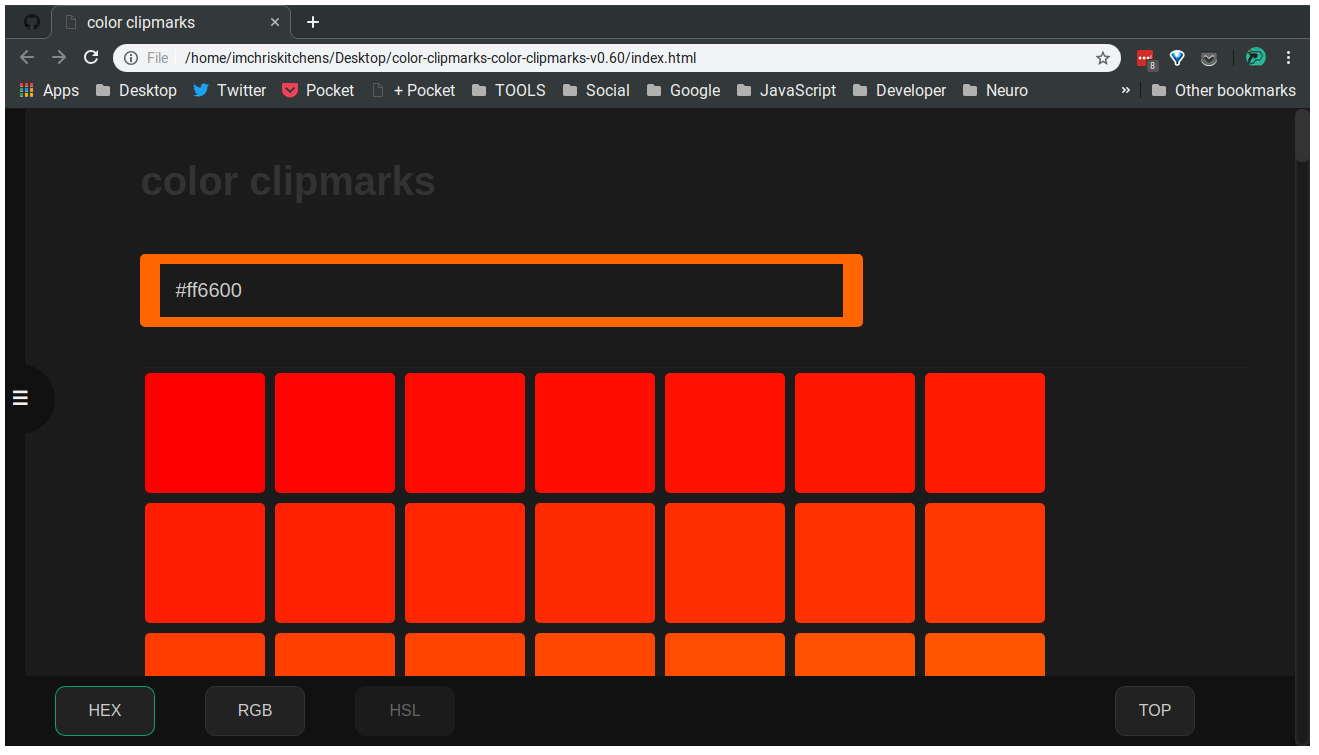 color clipmarks
File /home/imchriskitchens/Desktop/color-clipmarks-color-clipmarks-v0.60/index.html 8
Apps Desktop Twitter Pocket + Pocket TOOLS Social Google JavaScript Developer Neuro » Other bookmarks
color clipmarks
#ff6600
HEX RGB HSL TOP